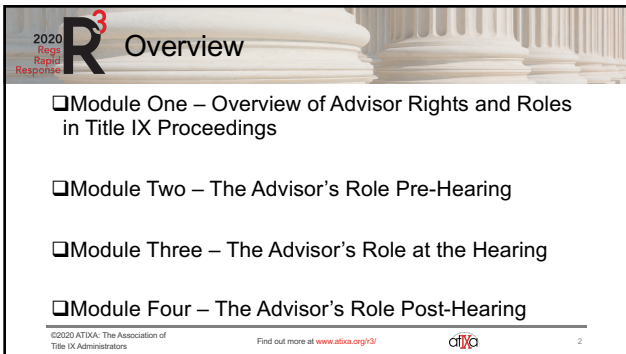 2020
Regs
Rapid
Response
R3
Overview
❑Module One – Overview of Advisor Rights and Roles
in Title IX Proceedings
❑Module Two – The Advisor's Role Pre-Hearing
❑Module Three – The Advisor's Role at the Hearing
❑Module Four – The Advisor's Role Post-Hearing
©2020 ATIXA: The Association of
Title IX Administrators
Find out more at www.atixa.org/r3/
atIXa
2